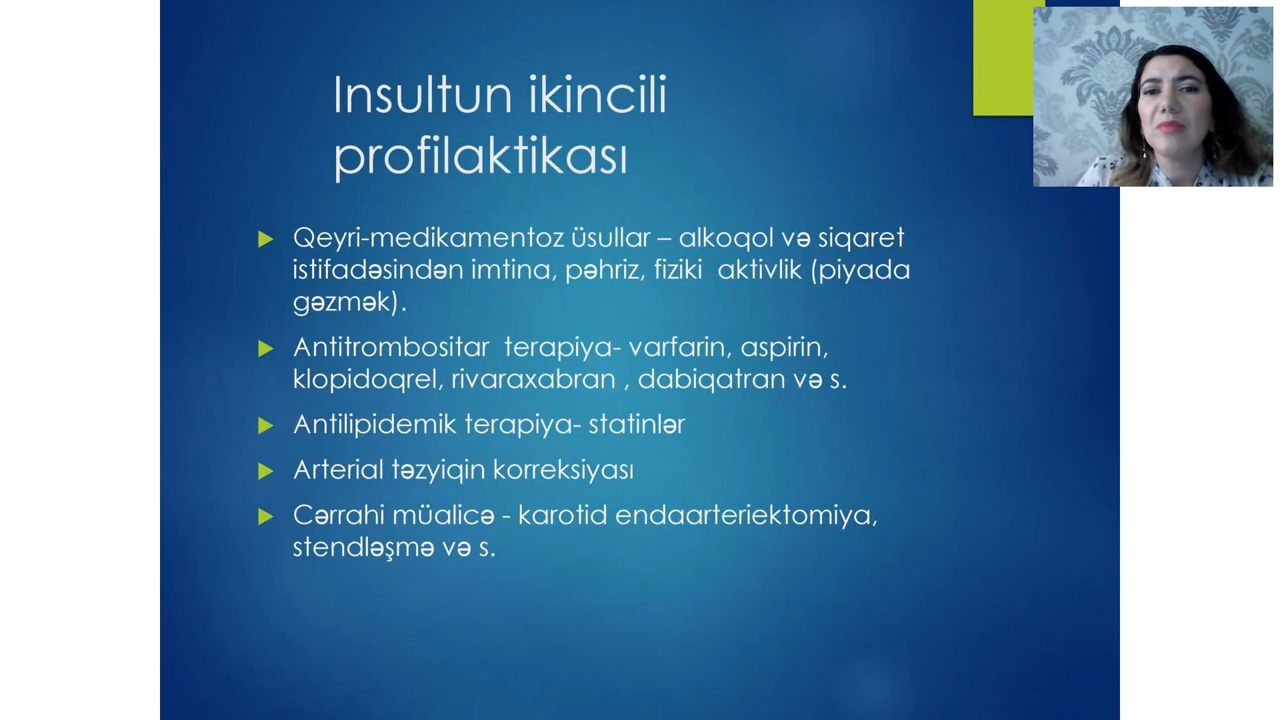 Insultun ikincili
profilaktikası
Qeyri-medikamentoz üsullar – alkoqol və siqaret
istifadəsindən imtina, pəhriz, fiziki  aktivlik (piyada
gəzmək).
Antitrombositar  terapiya- varfarin, aspirin,
klopidoqrel, rivaraxabran , dabiqatran və s.
Antilipidemik terapiya- statinlər
Arterial təzyiqin korreksiyası
Cərrahi müalicə - karotid endaarteriektomiya,
stendləşmə və s.